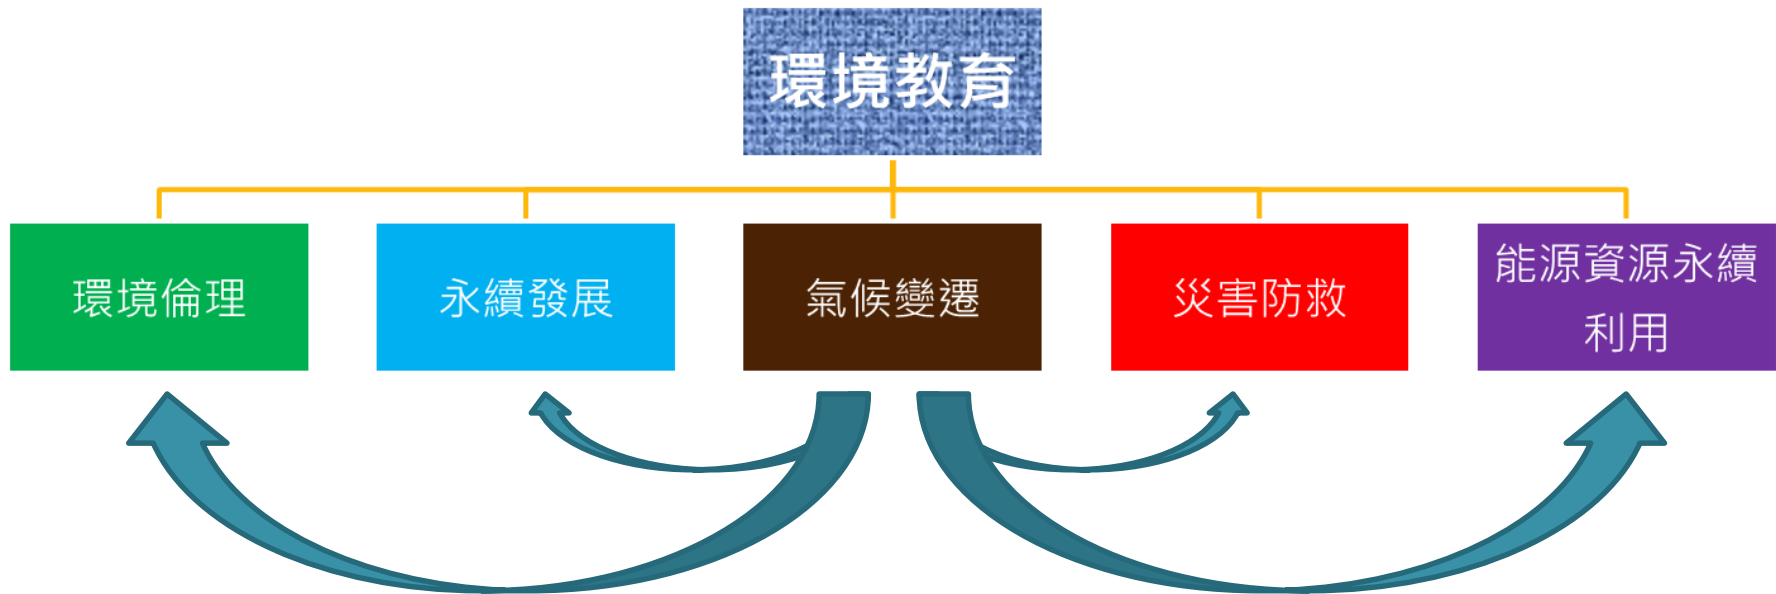 環境教育
環境倫理
永續發展
氣候變遷
災害防救
能源資源永續
利用